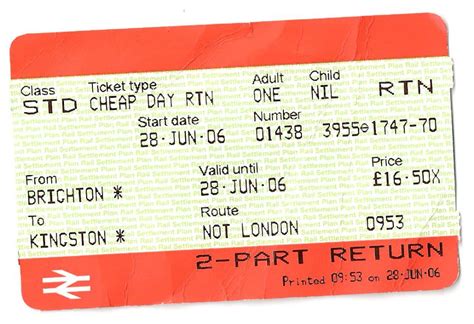 Class Ticket type Adult Child
STD CHEAP DAY RTN ONE NIL RTN
Start date Number
28·JUN·06 01438 3955⊖1747-70
From Valid until Price
BRIGHTON * 28·JUN·06 £16·50X
To Route
KINGSTON * NOT LONDON 0953
2-PART RETURN
Printed 09:53 on 28·JUN·06